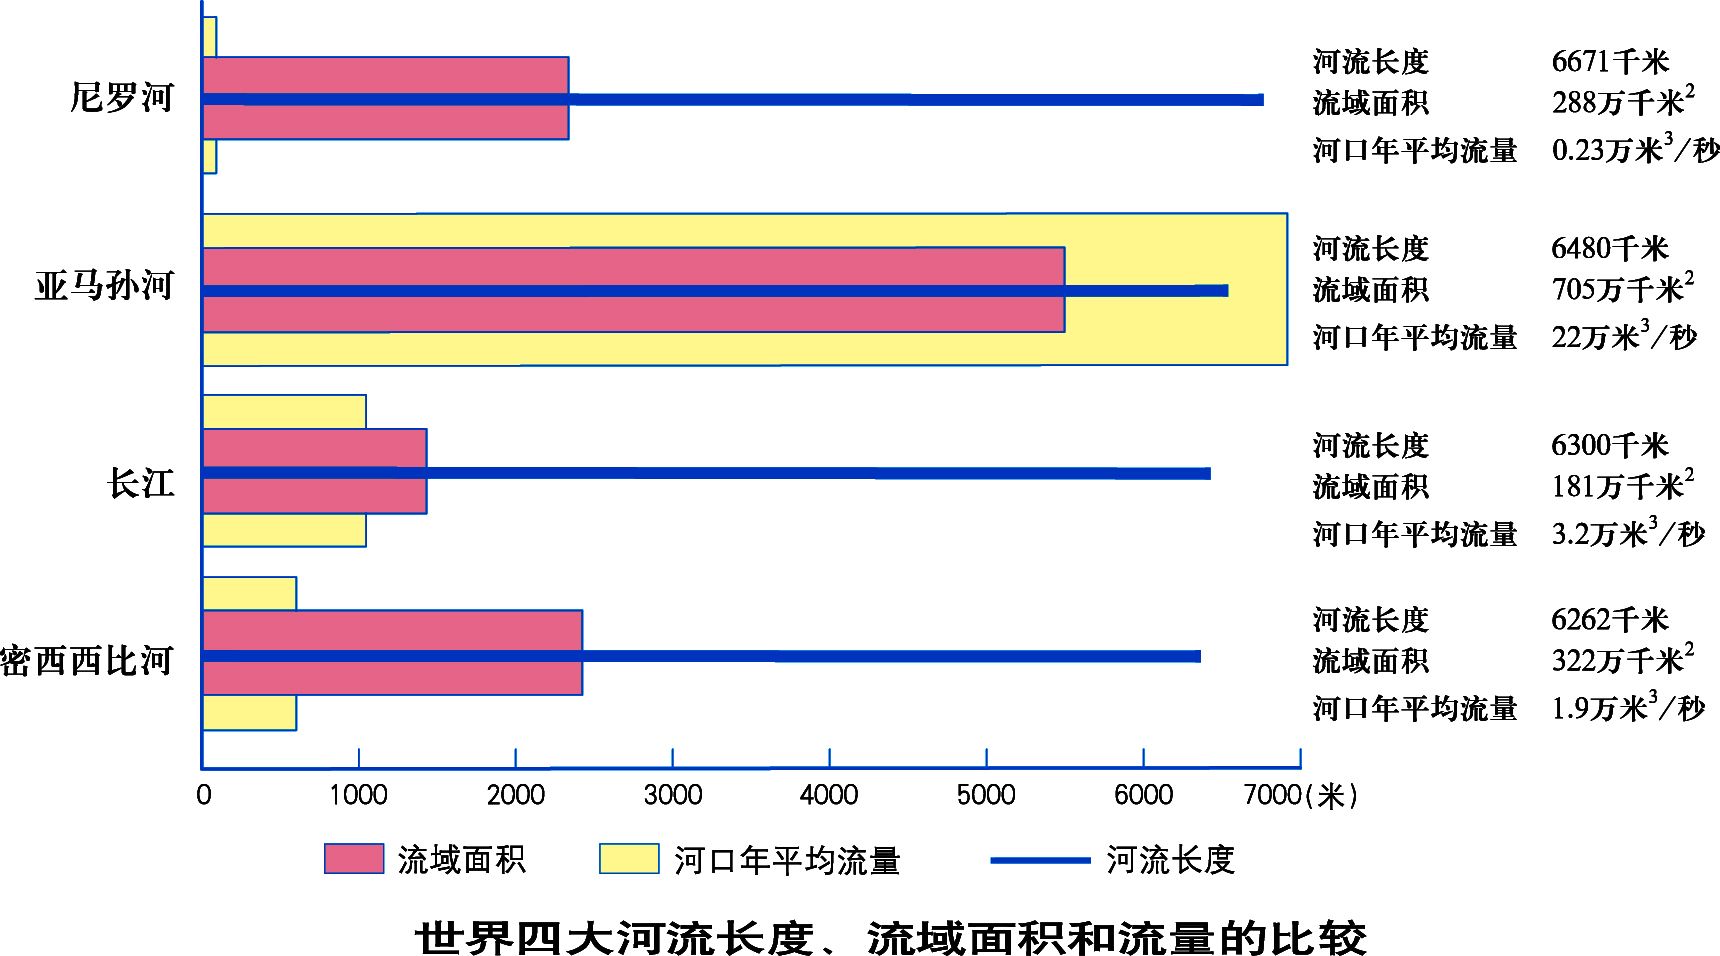 尼罗河
河流长度 6671千米
流域面积 288万千米²
河口年平均流量 0.23万米³/秒
亚马孙河
河流长度 6480千米
流域面积 705万千米²
河口年平均流量 22万米³/秒
长江
河流长度 6300千米
流域面积 181万千米²
河口年平均流量 3.2万米³/秒
密西西比河
河流长度 6262千米
流域面积 322万千米²
河口年平均流量 1.9万米³/秒
0 1000 2000 3000 4000 5000 6000 7000(米)
流域面积 河口年平均流量 河流长度
世界四大河流长度、流域面积和流量的比较